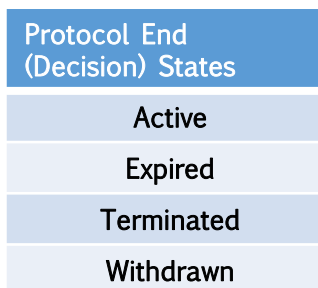 Protocol End
(Decision) States
Active
Expired
Terminated
Withdrawn